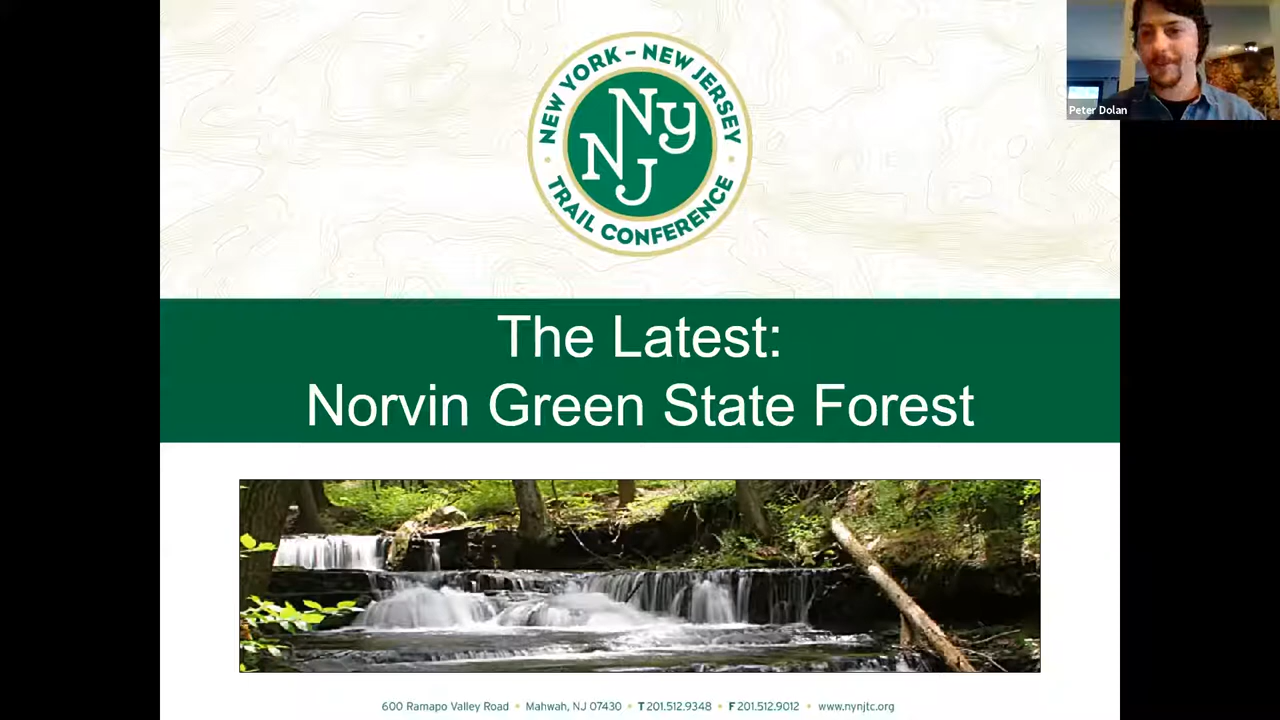 NEW YORK – NEW JERSEY
NY
NJ
TRAIL CONFERENCE
Peter Dolan
The Latest:
Norvin Green State Forest
600 Ramapo Valley Road • Mahwah, NJ 07430 • T 201.512.9348 • F 201.512.9012 • www.nynjtc.org